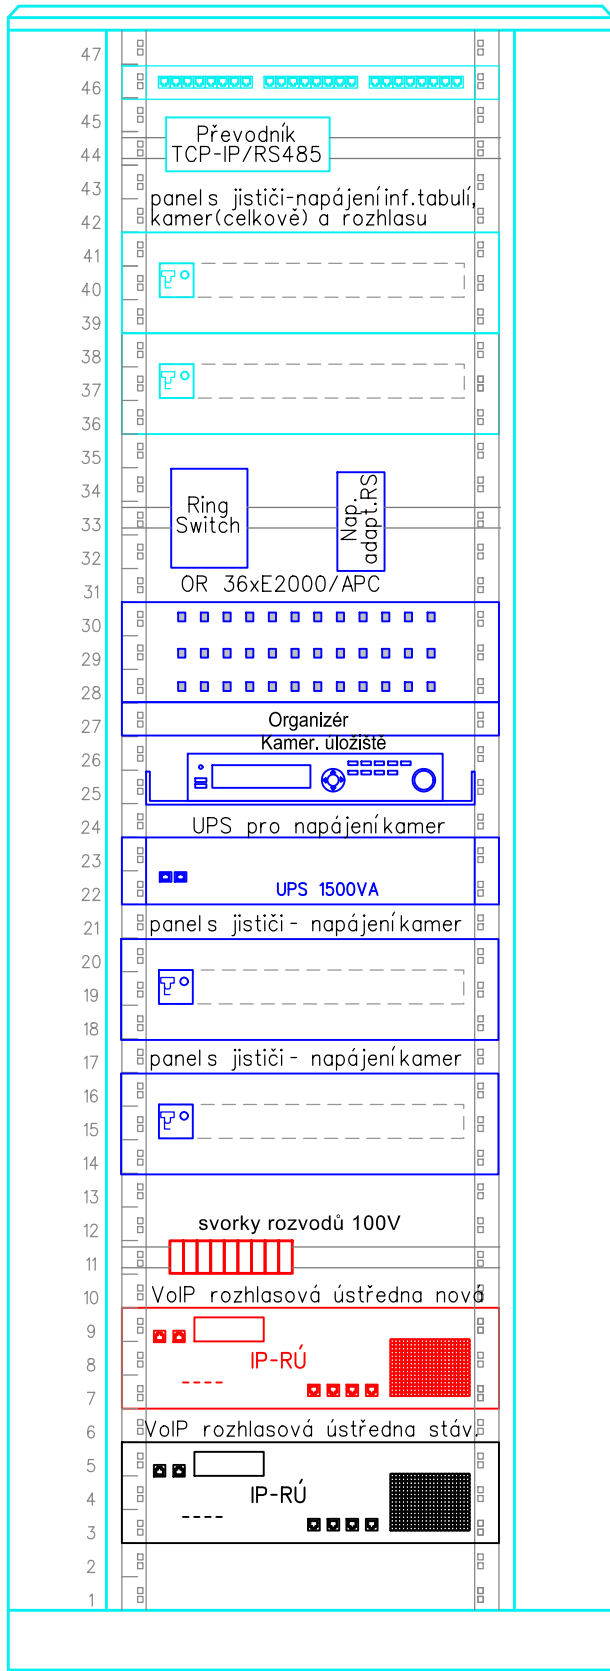 47
46
45
Převodník
44
TCP-IP/RS485
43
panel s jističi-napájení inf.tabulí,
42
kamer(celkově) a rozhlasu
41
40
39
38
37
36
35
34
33
Ring
Switch
Nap.
adapt.RS
32
31
OR 36xE2000/APC
30
29
28
27
Organizér
Kamer. úložiště
26
25
24
UPS pro napájení kamer
23
22
UPS 1500VA
21
panel s jističi - napájení kamer
20
19
18
17
panel s jističi - napájení kamer
16
15
14
13
12
svorky rozvodů 100V
11
10
VoIP rozhlasová ústředna nová
9
8
IP-RÚ
7
6
VoIP rozhlasová ústředna stáv.
5
4
IP-RÚ
3
2
1